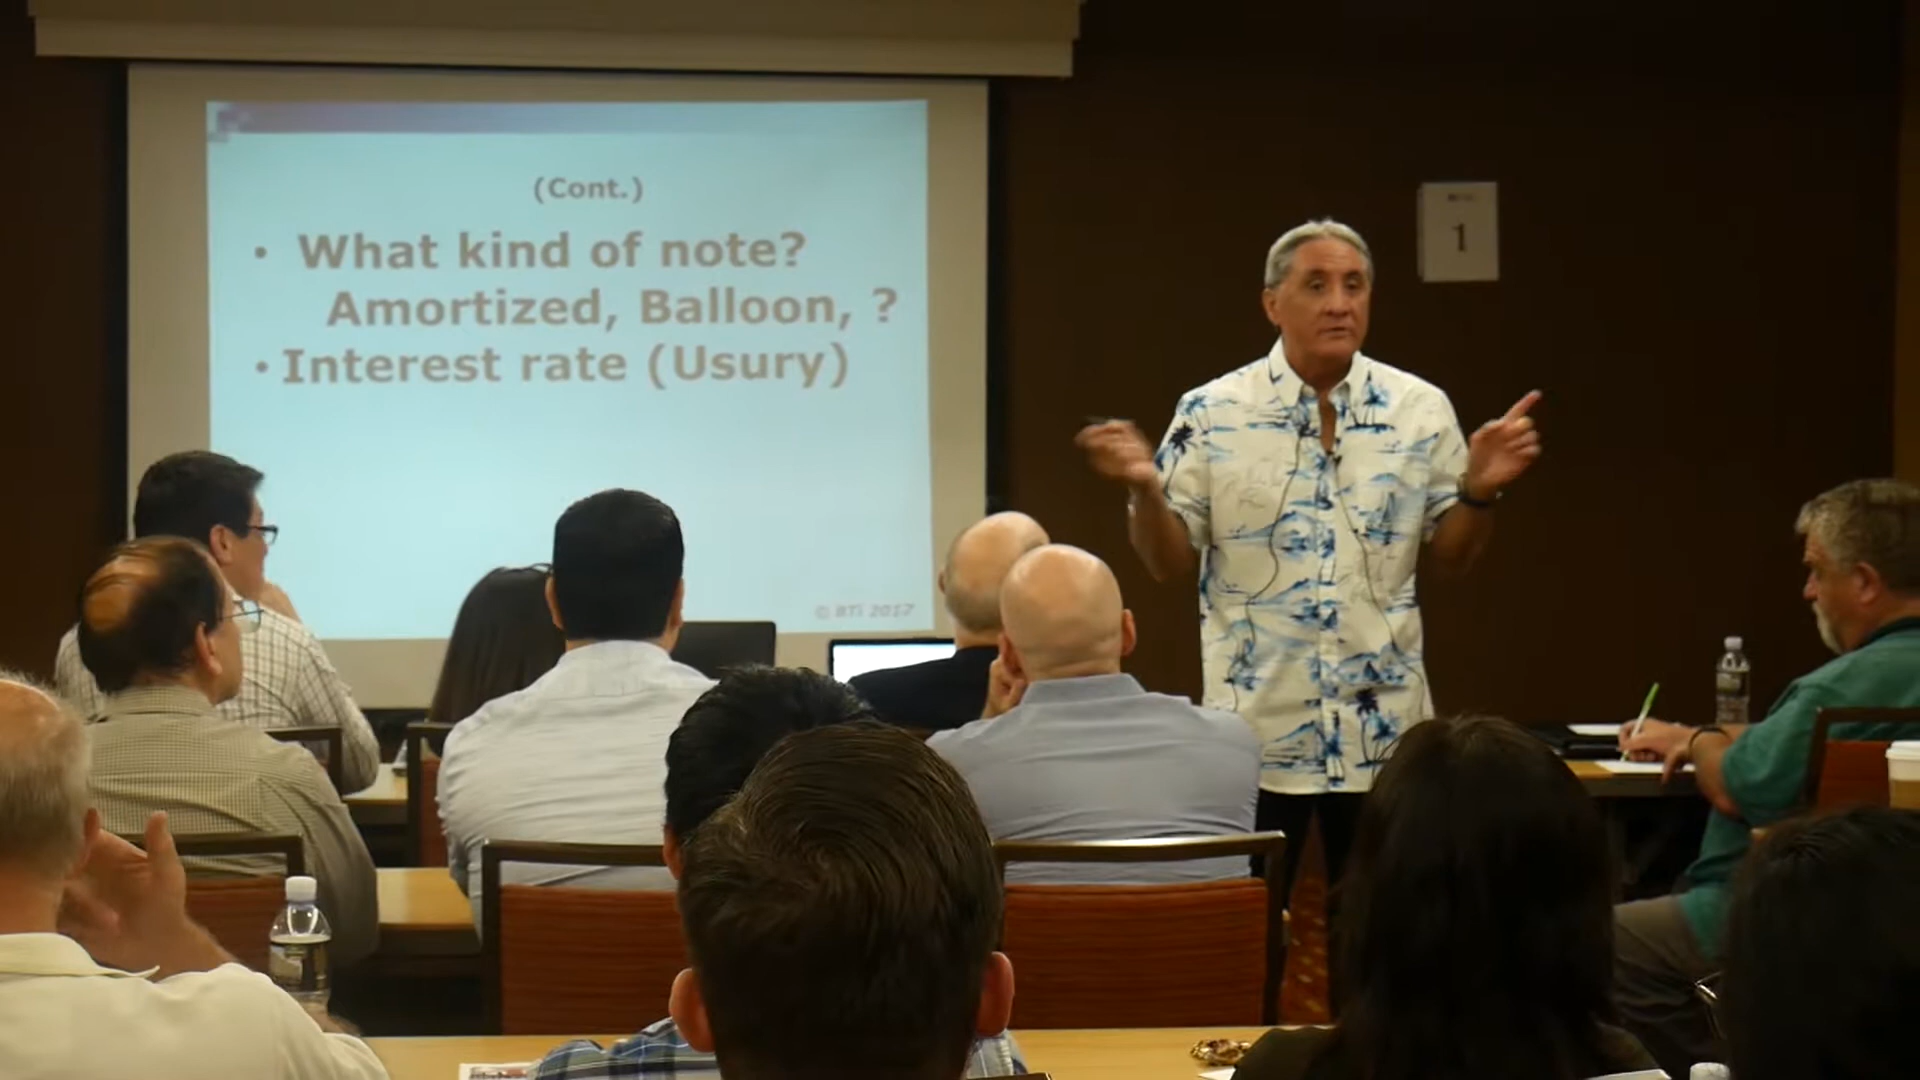 (Cont.)
• What kind of note?
Amortized, Balloon, ?
• Interest rate (Usury)
© BTI 2017
1